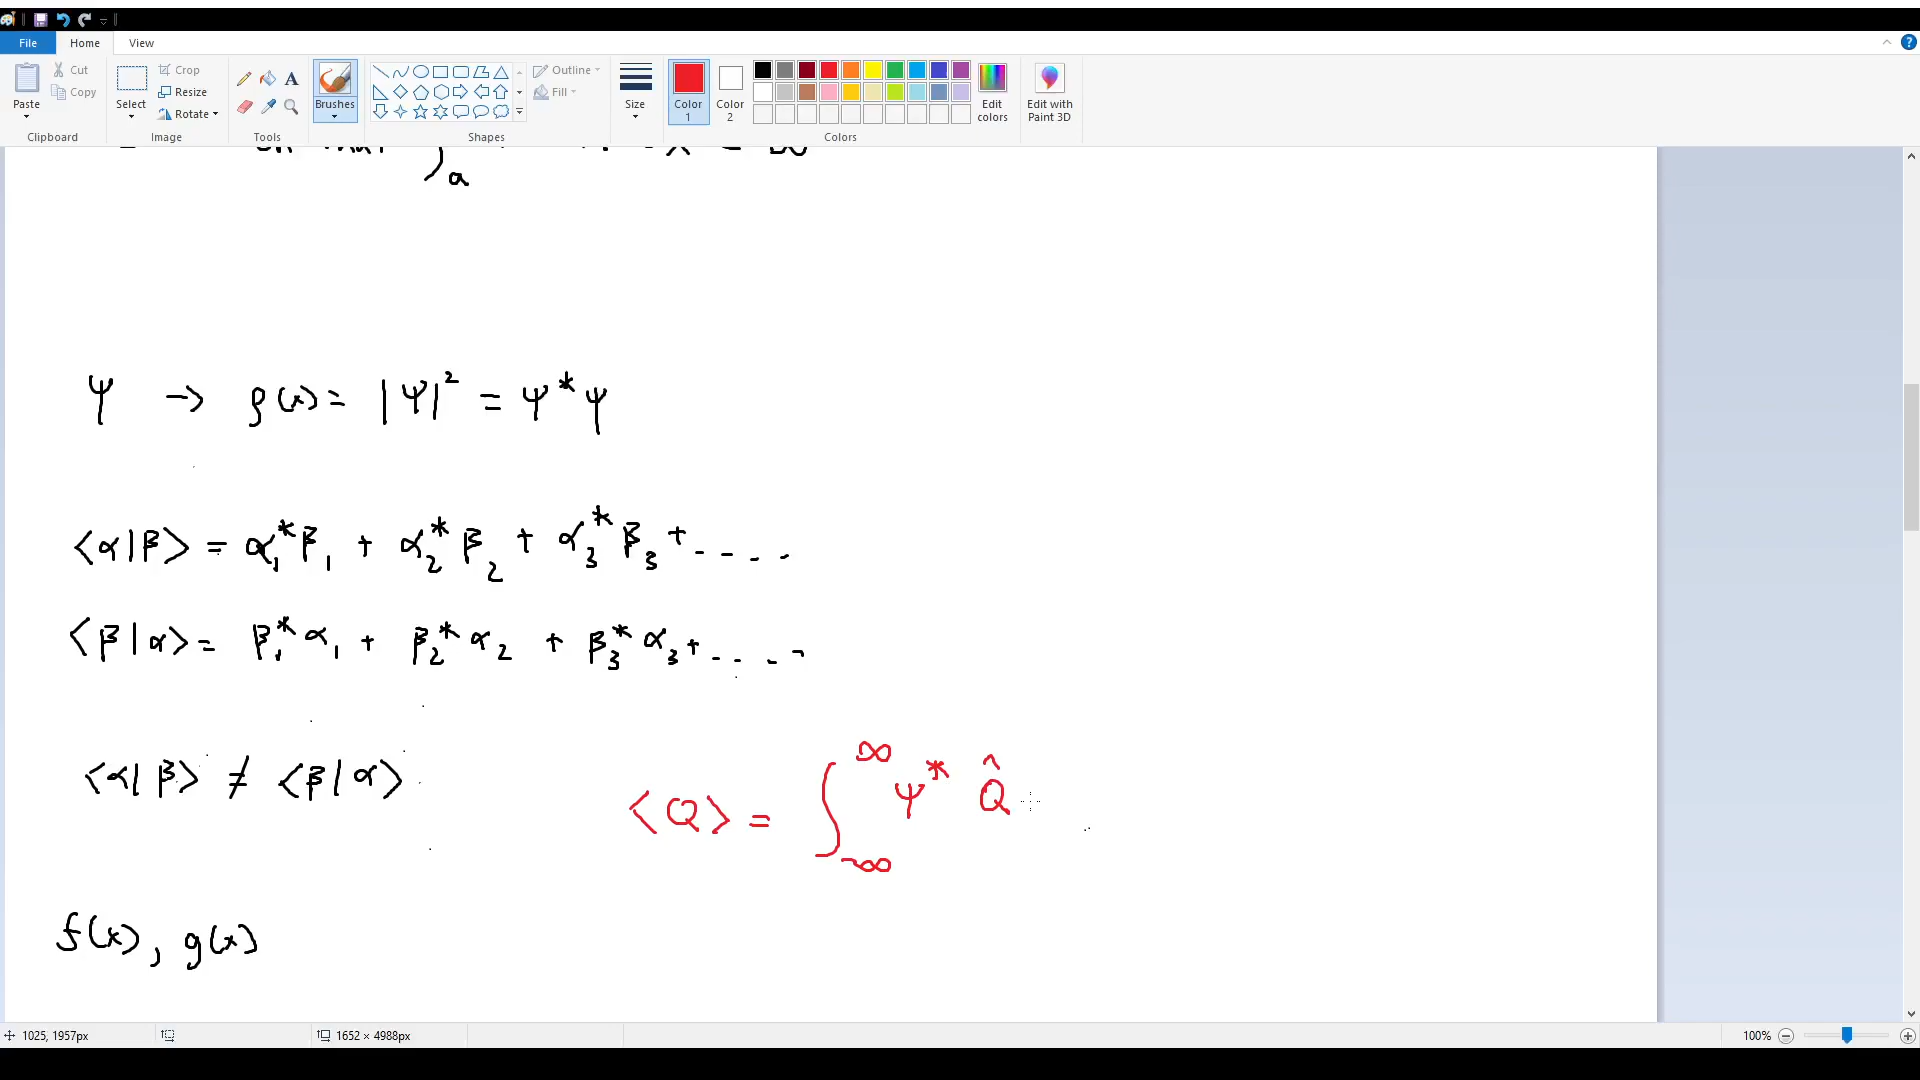 File Home View
Paste Cut Copy Clipboard
Select Crop Resize Rotate Image
A Tools
Brushes
Outline Fill Shapes
Size
Color 1 Color 2 Edit colors Colors
Edit with Paint 3D
a
ψ → ρ(x) = |ψ|² = ψ* ψ
⟨α|β⟩ = α₁*β₁ + α₂*β₂ + α₃*β₃ + ....
⟨β|α⟩ = β₁*α₁ + β₂*α₂ + β₃*α₃ + ....
⟨α|β⟩ ≠ ⟨β|α⟩
⟨Q⟩ = ∫_{-∞}^{∞} ψ* Q̂
f(x), g(x)
1025, 1957px 1652 × 4988px 100%